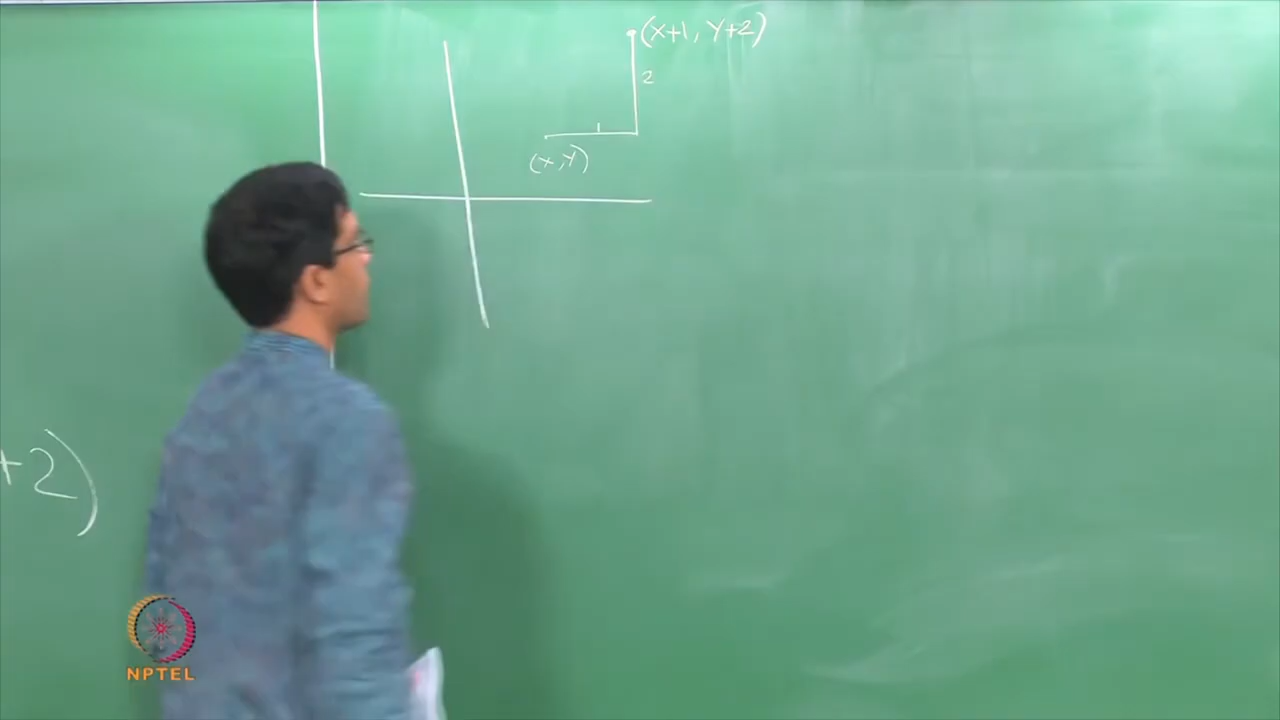 (x+1, y+2)
2
1
(x, y)
+2)
NPTEL